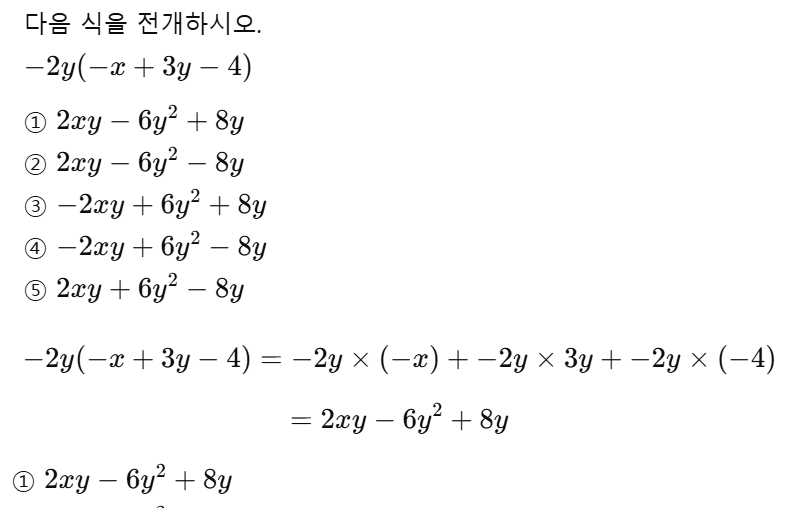 다음 식을 전개하시오.
−2y(−x + 3y − 4)
① 2xy − 6y² + 8y
② 2xy − 6y² − 8y
③ −2xy + 6y² + 8y
④ −2xy + 6y² − 8y
⑤ 2xy + 6y² − 8y
−2y(−x + 3y − 4) = −2y × (−x) + −2y × 3y + −2y × (−4)
= 2xy − 6y² + 8y
① 2xy − 6y² + 8y